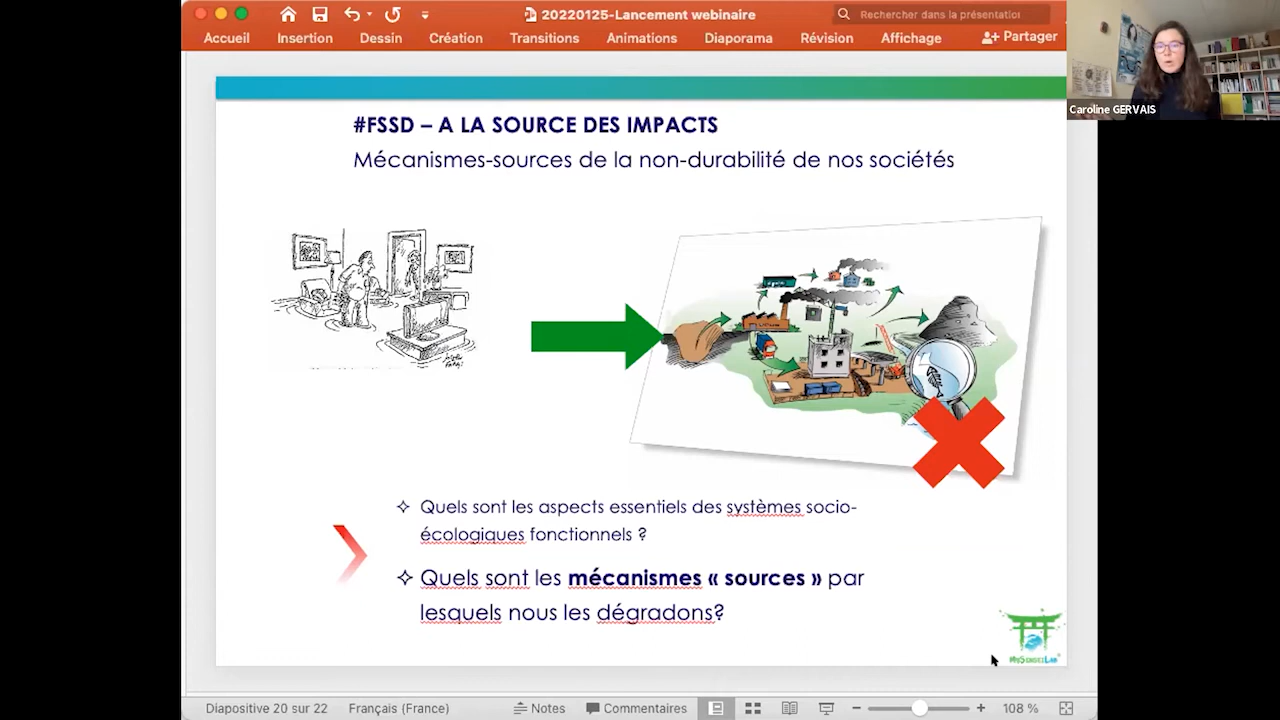 20220125-Lancement webinaire
Rechercher dans la présentation
Accueil
Insertion
Dessin
Création
Transitions
Animations
Diaporama
Révision
Affichage
Partager
Caroline GERVAIS
#FSSD – A LA SOURCE DES IMPACTS
Mécanismes-sources de la non-durabilité de nos sociétés
Quels sont les aspects essentiels des systèmes socio-
écologiques fonctionnels ?
Quels sont les mécanismes « sources » par
lesquels nous les dégradons?
MySenseiLab
Diapositive 20 sur 22
Français (France)
Notes
Commentaires
108 %